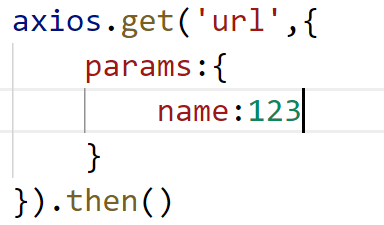 axios.get('url',{
    params:{
        name:123
    }
}).then()